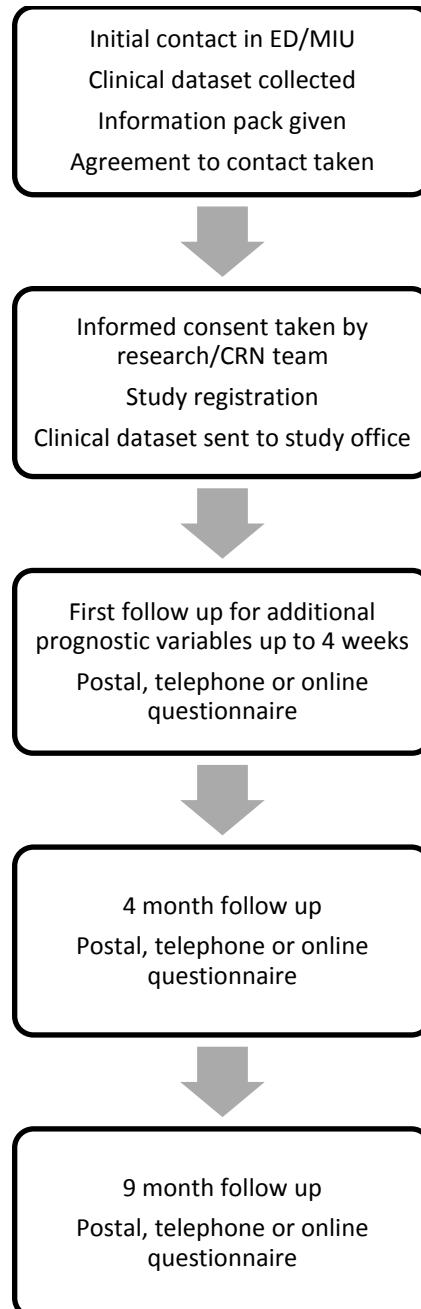 Initial contact in ED/MIU
Clinical dataset collected
Information pack given
Agreement to contact taken
Informed consent taken by
research/CRN team
Study registration
Clinical dataset sent to study office
First follow up for additional
prognostic variables up to 4 weeks
Postal, telephone or online
questionnaire
4 month follow up
Postal, telephone or online
questionnaire
9 month follow up
Postal, telephone or online
questionnaire